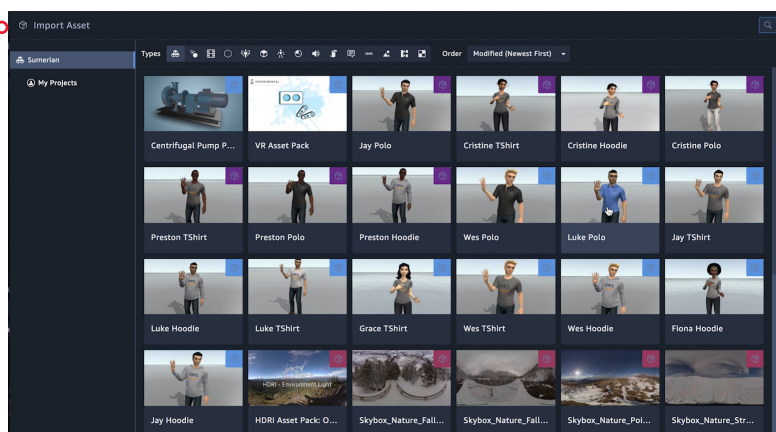 Import Asset
Sumerian
My Projects
Types
Order
Modified (Newest First)
Centrifugal Pump P...
VR Asset Pack
Jay Polo
Cristine TShirt
Cristine Hoodie
Cristine Polo
Preston TShirt
Preston Polo
Preston Hoodie
Wes Polo
Luke Polo
Jay TShirt
Luke Hoodie
Luke TShirt
Grace TShirt
Wes TShirt
Wes Hoodie
Fiona Hoodie
HDRI - Environment Light
Jay Hoodie
HDRI Asset Pack: O...
Skybox_Nature_Fall...
Skybox_Nature_Fall...
Skybox_Nature_Poi...
Skybox_Nature_Str...